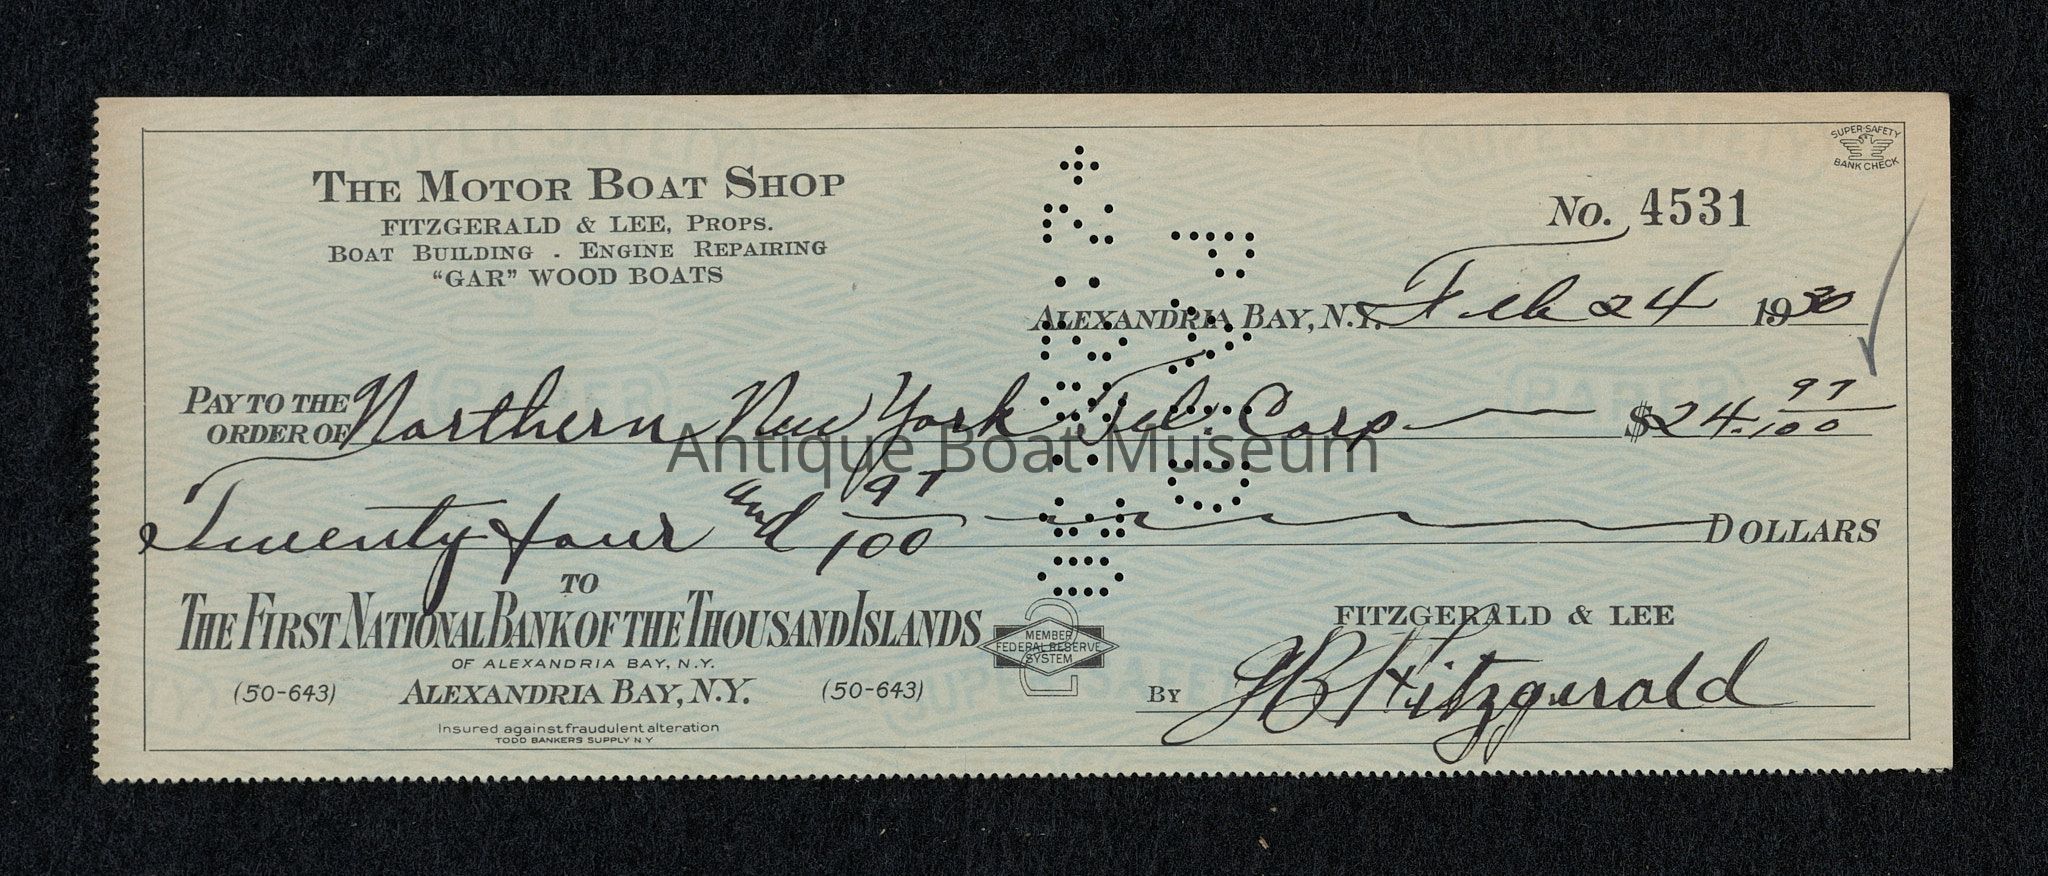 SUPER-SAFETY
BANK CHECK
THE MOTOR BOAT SHOP
FITZGERALD & LEE, PROPS.
BOAT BUILDING - ENGINE REPAIRING
"GAR" WOOD BOATS
No. 4531
ALEXANDRIA BAY, N.Y. Feb 24 1930
PAY TO THE ORDER OF Northern New York Tel. Corp $24. 97/100
Antique Boat Museum
Twenty four and 97/100 DOLLARS
TO
THE FIRST NATIONAL BANK OF THE THOUSAND ISLANDS
OF ALEXANDRIA BAY, N.Y.
(50-643) ALEXANDRIA BAY, N.Y. (50-643)
MEMBER
FEDERAL RESERVE
SYSTEM
2
FITZGERALD & LEE
BY JB Fitzgerald
Insured against fraudulent alteration
TODD BANKERS SUPPLY N Y